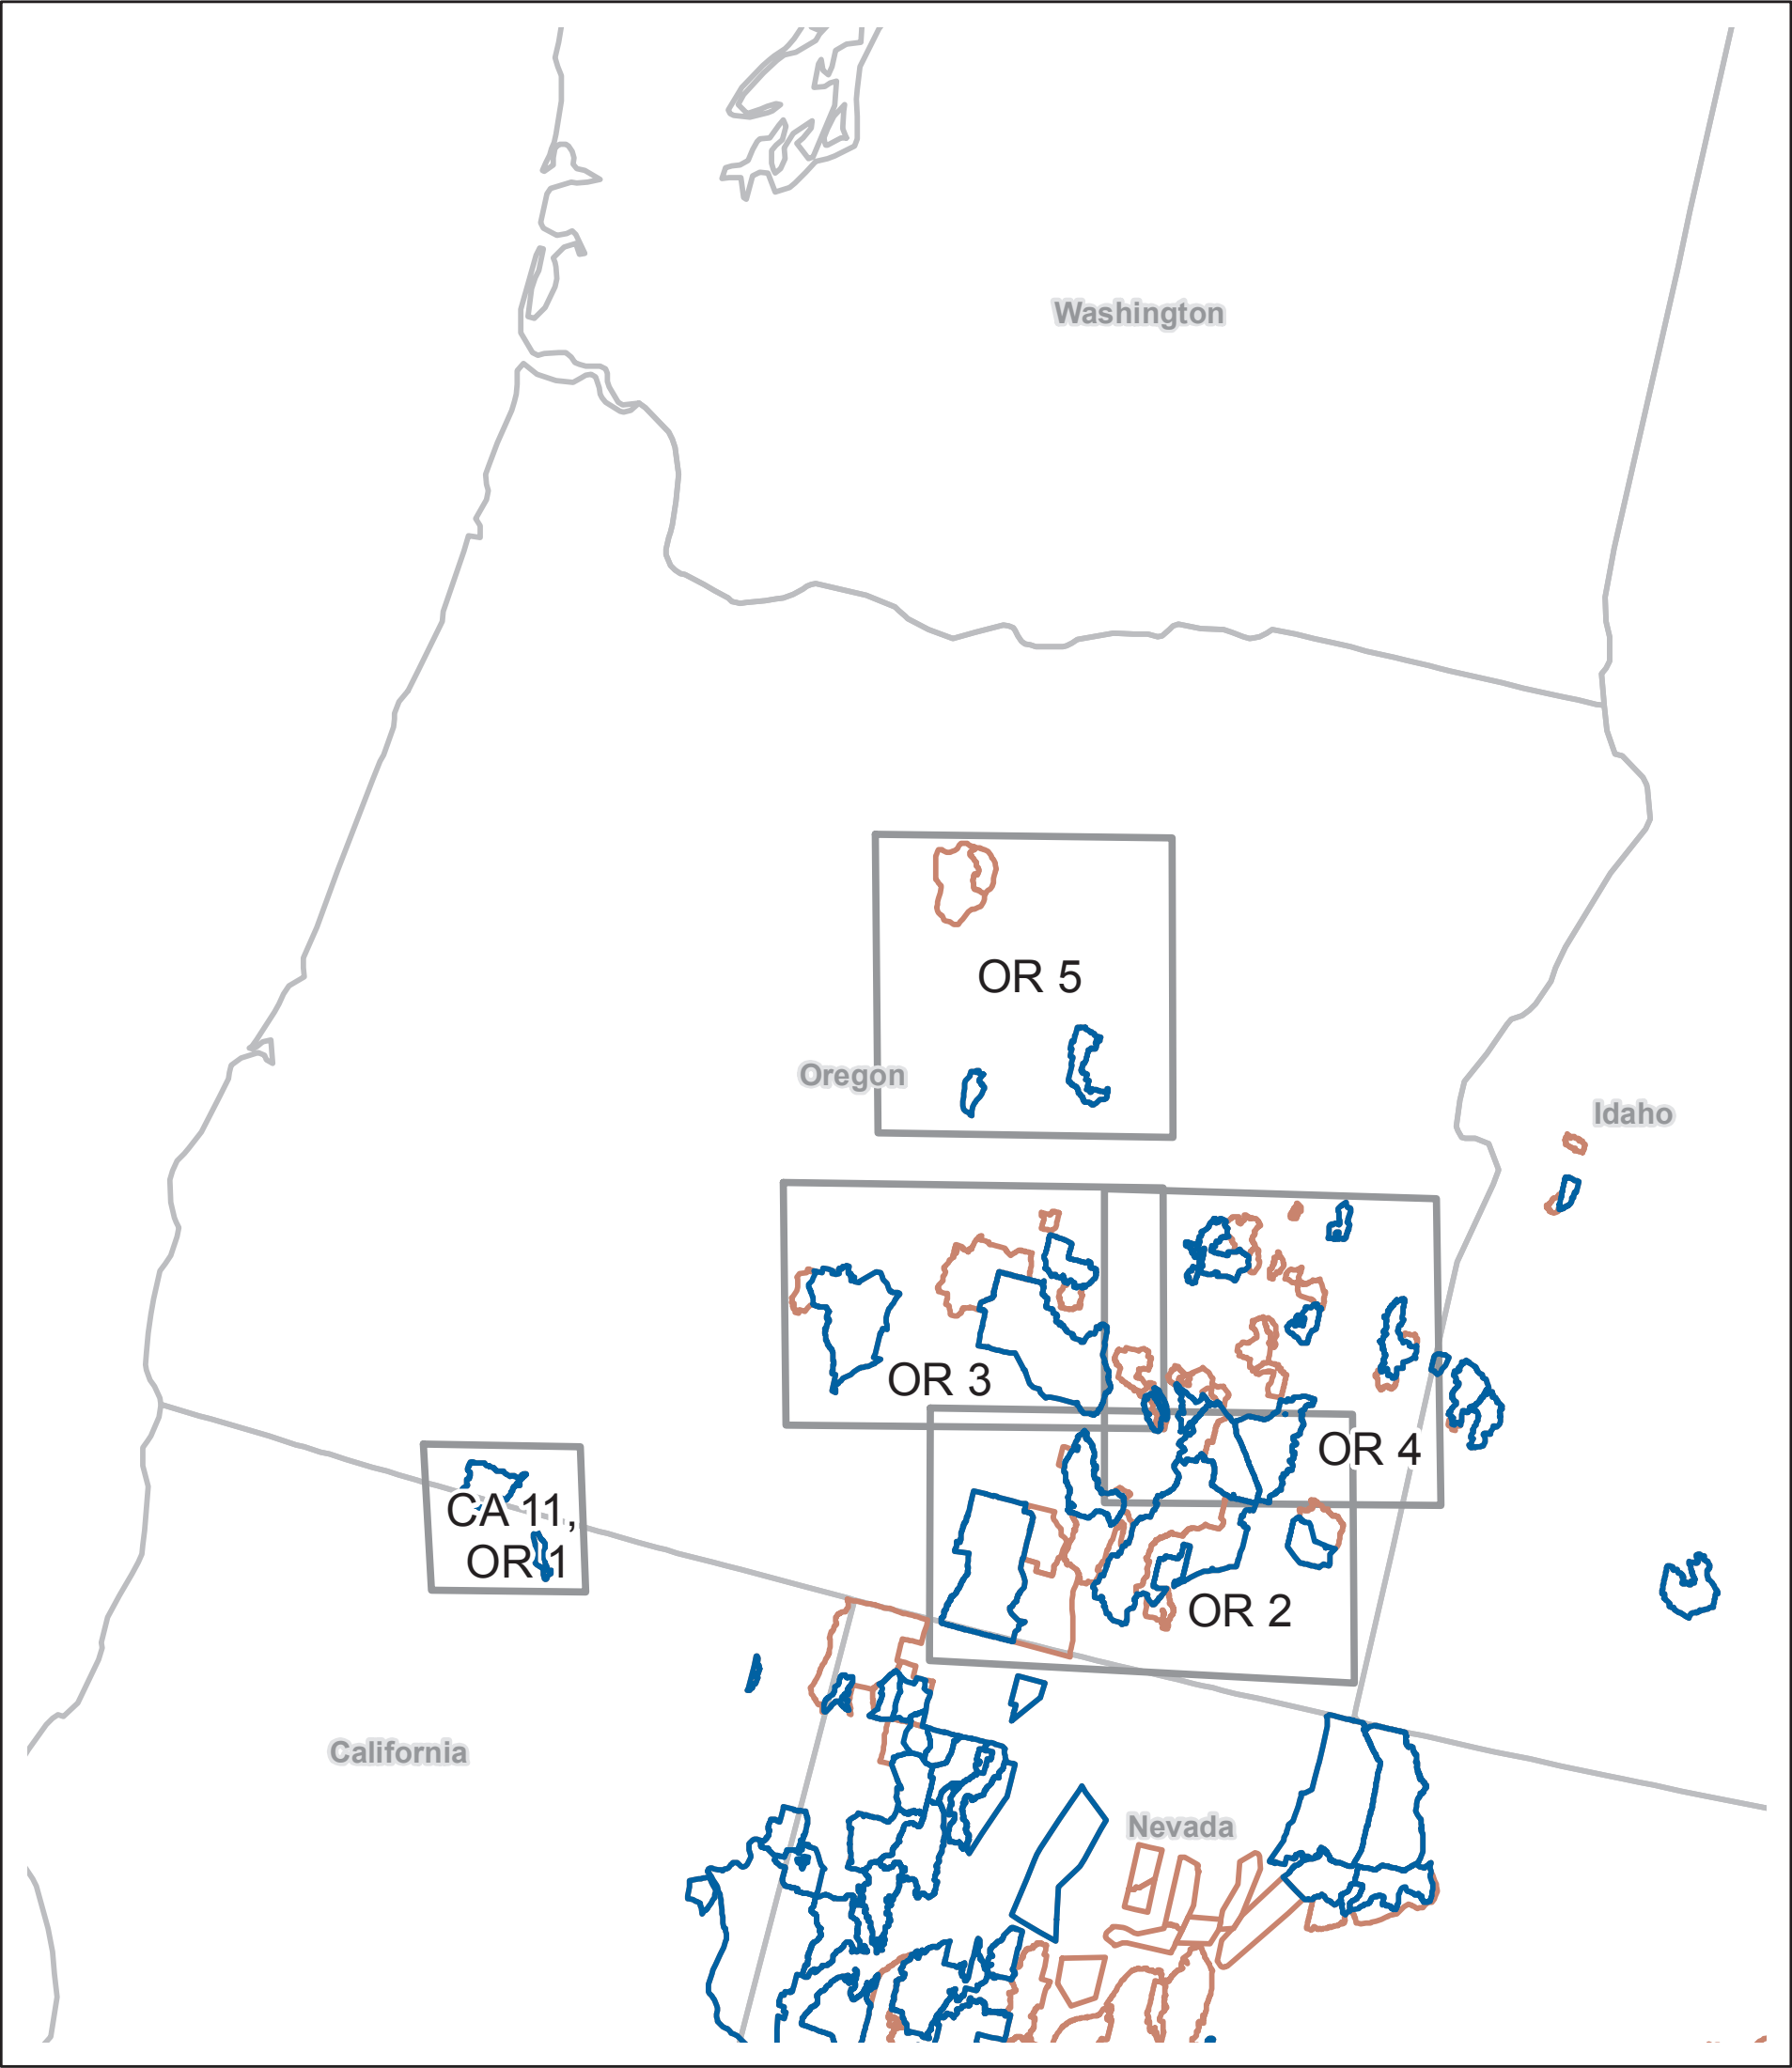 Washington
OR 5
Oregon
Idaho
OR 3
OR 4
CA 11,
OR 1
OR 2
California
Nevada